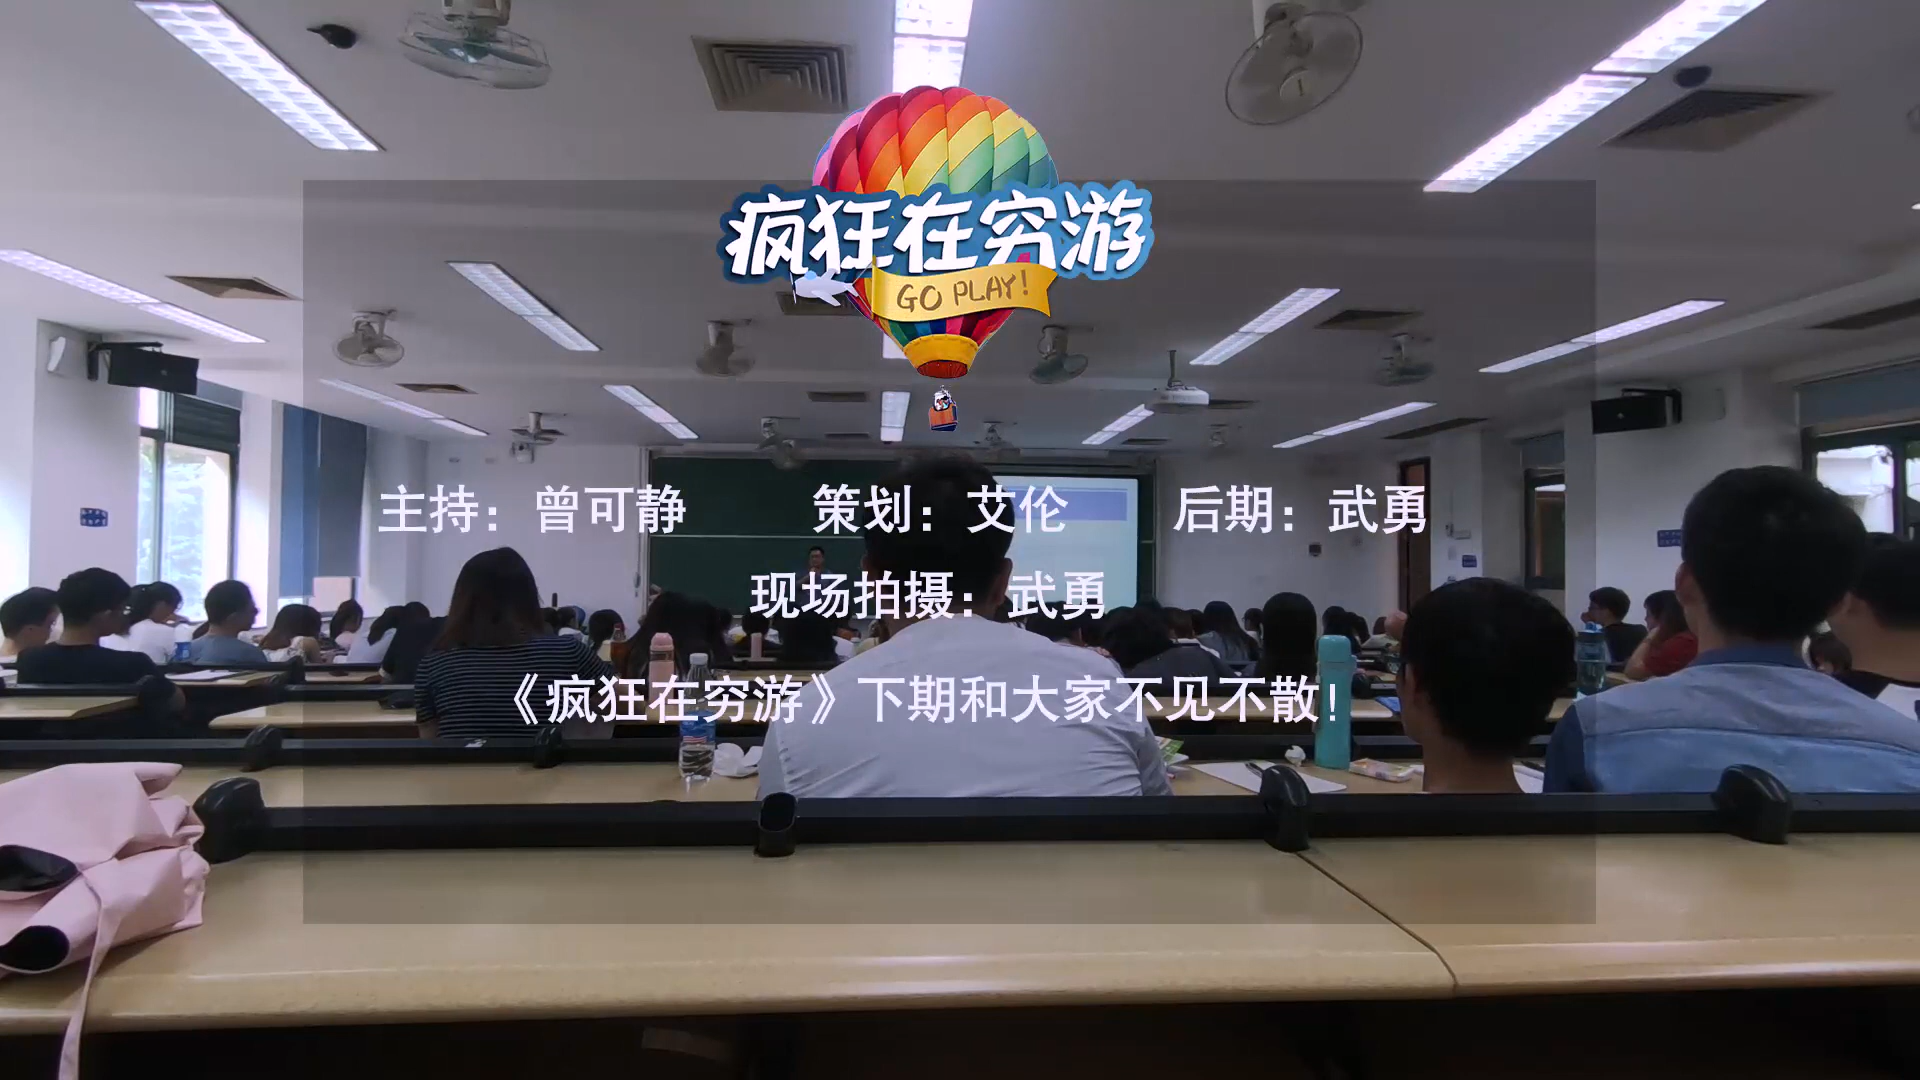 疯狂在穷游
GO PLAY!
主持：曾可静 策划：艾伦 后期：武勇
现场拍摄：武勇
《疯狂在穷游》下期和大家不见不散！